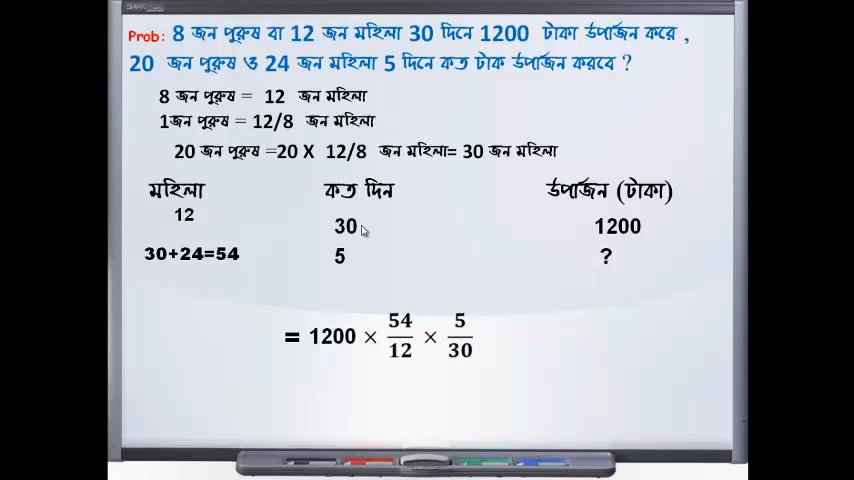 Prob: 8 জন পুরুষ বা 12 জন মহিলা 30 দিনে 1200 টাকা উপার্জন করে ,
20 জন পুরুষ ও 24 জন মহিলা 5 দিনে কত টাক উপার্জন করবে ?
8 জন পুরুষ = 12 জন মহিলা
1জন পুরুষ = 12/8 জন মহিলা
20 জন পুরুষ =20 X 12/8 জন মহিলা= 30 জন মহিলা
মহিলা কত দিন উপার্জন (টাকা)
12 30 1200
30+24=54 5 ?
= 1200 × 54/12 × 5/30